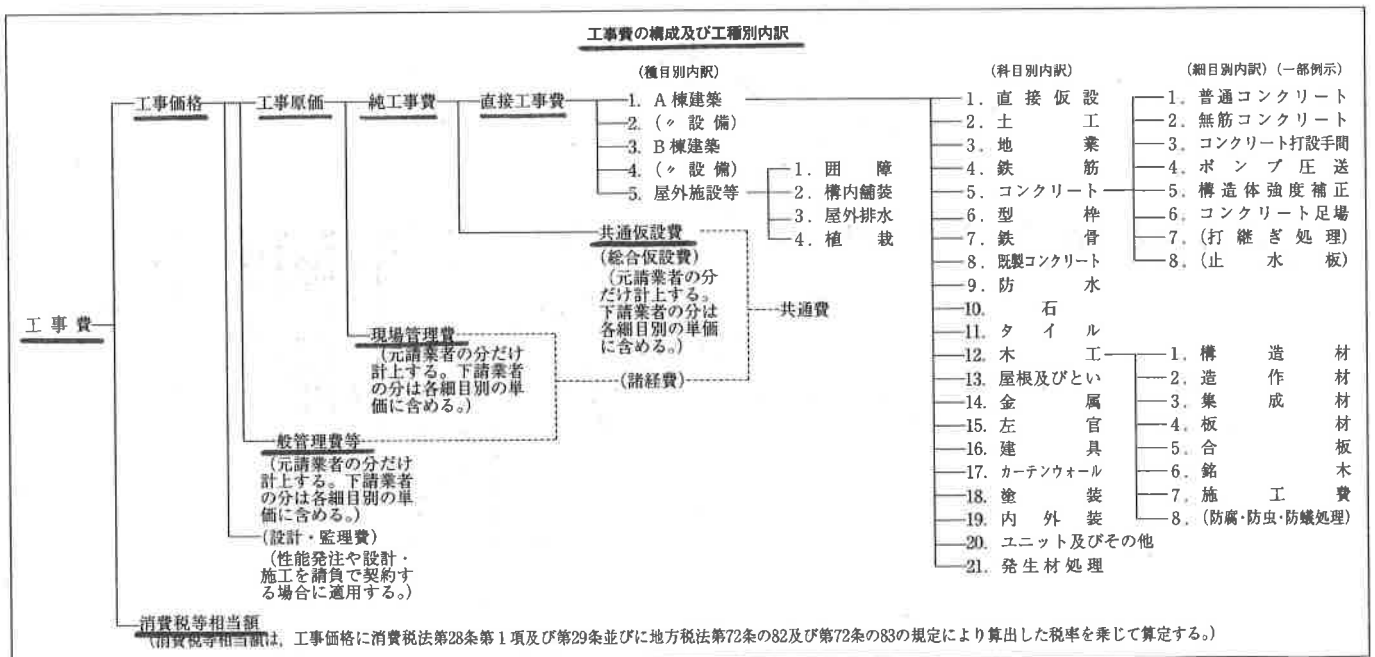 工事費の構成及び工種別内訳
(種目別内訳)
(科目別内訳)
(細目別内訳)(一部例示)
工事費
工事価格
工事原価
純工事費
直接工事費
1. A棟建築
2. (〃 設備)
3. B棟建築
4. (〃 設備)
5. 屋外施設等
1. 囲障
2. 構内舗装
3. 屋外排水
4. 植栽
共通仮設費
(総合仮設費)
(元請業者の分
だけ計上する。
下請業者の分は
各細目別の単価
に含める。)
共通費
現場管理費
(元請業者の分だけ
計上する。下請業者
の分は各細目別の単
価に含める。)
(諸経費)
一般管理費等
(元請業者の分だけ
計上する。下請業者
の分は各細目別の単
価に含める。)
(設計・監理費)
(性能発注や設計・
施工を請負で契約す
る場合に適用する。)
消費税等相当額
(消費税等相当額は、工事価格に消費税法第28条第1項及び第29条並びに地方税法第72条の82及び第72条の83の規定により算出した税率を乗じて算定する。)
1. 直接仮設
2. 土工
3. 地業
4. 鉄筋
5. コンクリート
6. 型枠
7. 鉄骨
8. 既製コンクリート
9. 防水
10. 石
11. タイル
12. 木工
13. 屋根及びとい
14. 金属
15. 左官
16. 建具
17. カーテンウォール
18. 塗装
19. 内外装
20. ユニット及びその他
21. 発生材処理
1. 普通コンクリート
2. 無筋コンクリート
3. コンクリート打設手間
4. ポンプ圧送
5. 構造体強度補正
6. コンクリート足場
7. (打継ぎ処理)
8. (止水板)
1. 構造材
2. 造作材
3. 集成材
4. 板材
5. 合板
6. 銘木
7. 施工費
8. (防腐・防虫・防蟻処理)